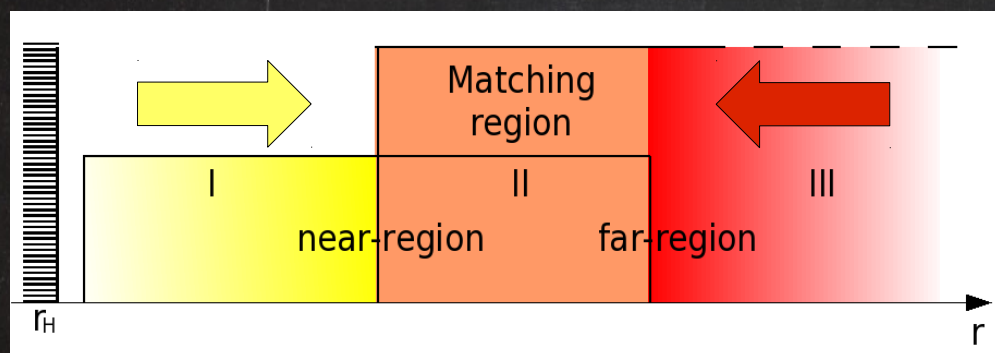 Matching
region
I
II
III
near-region
far-region
rH
r